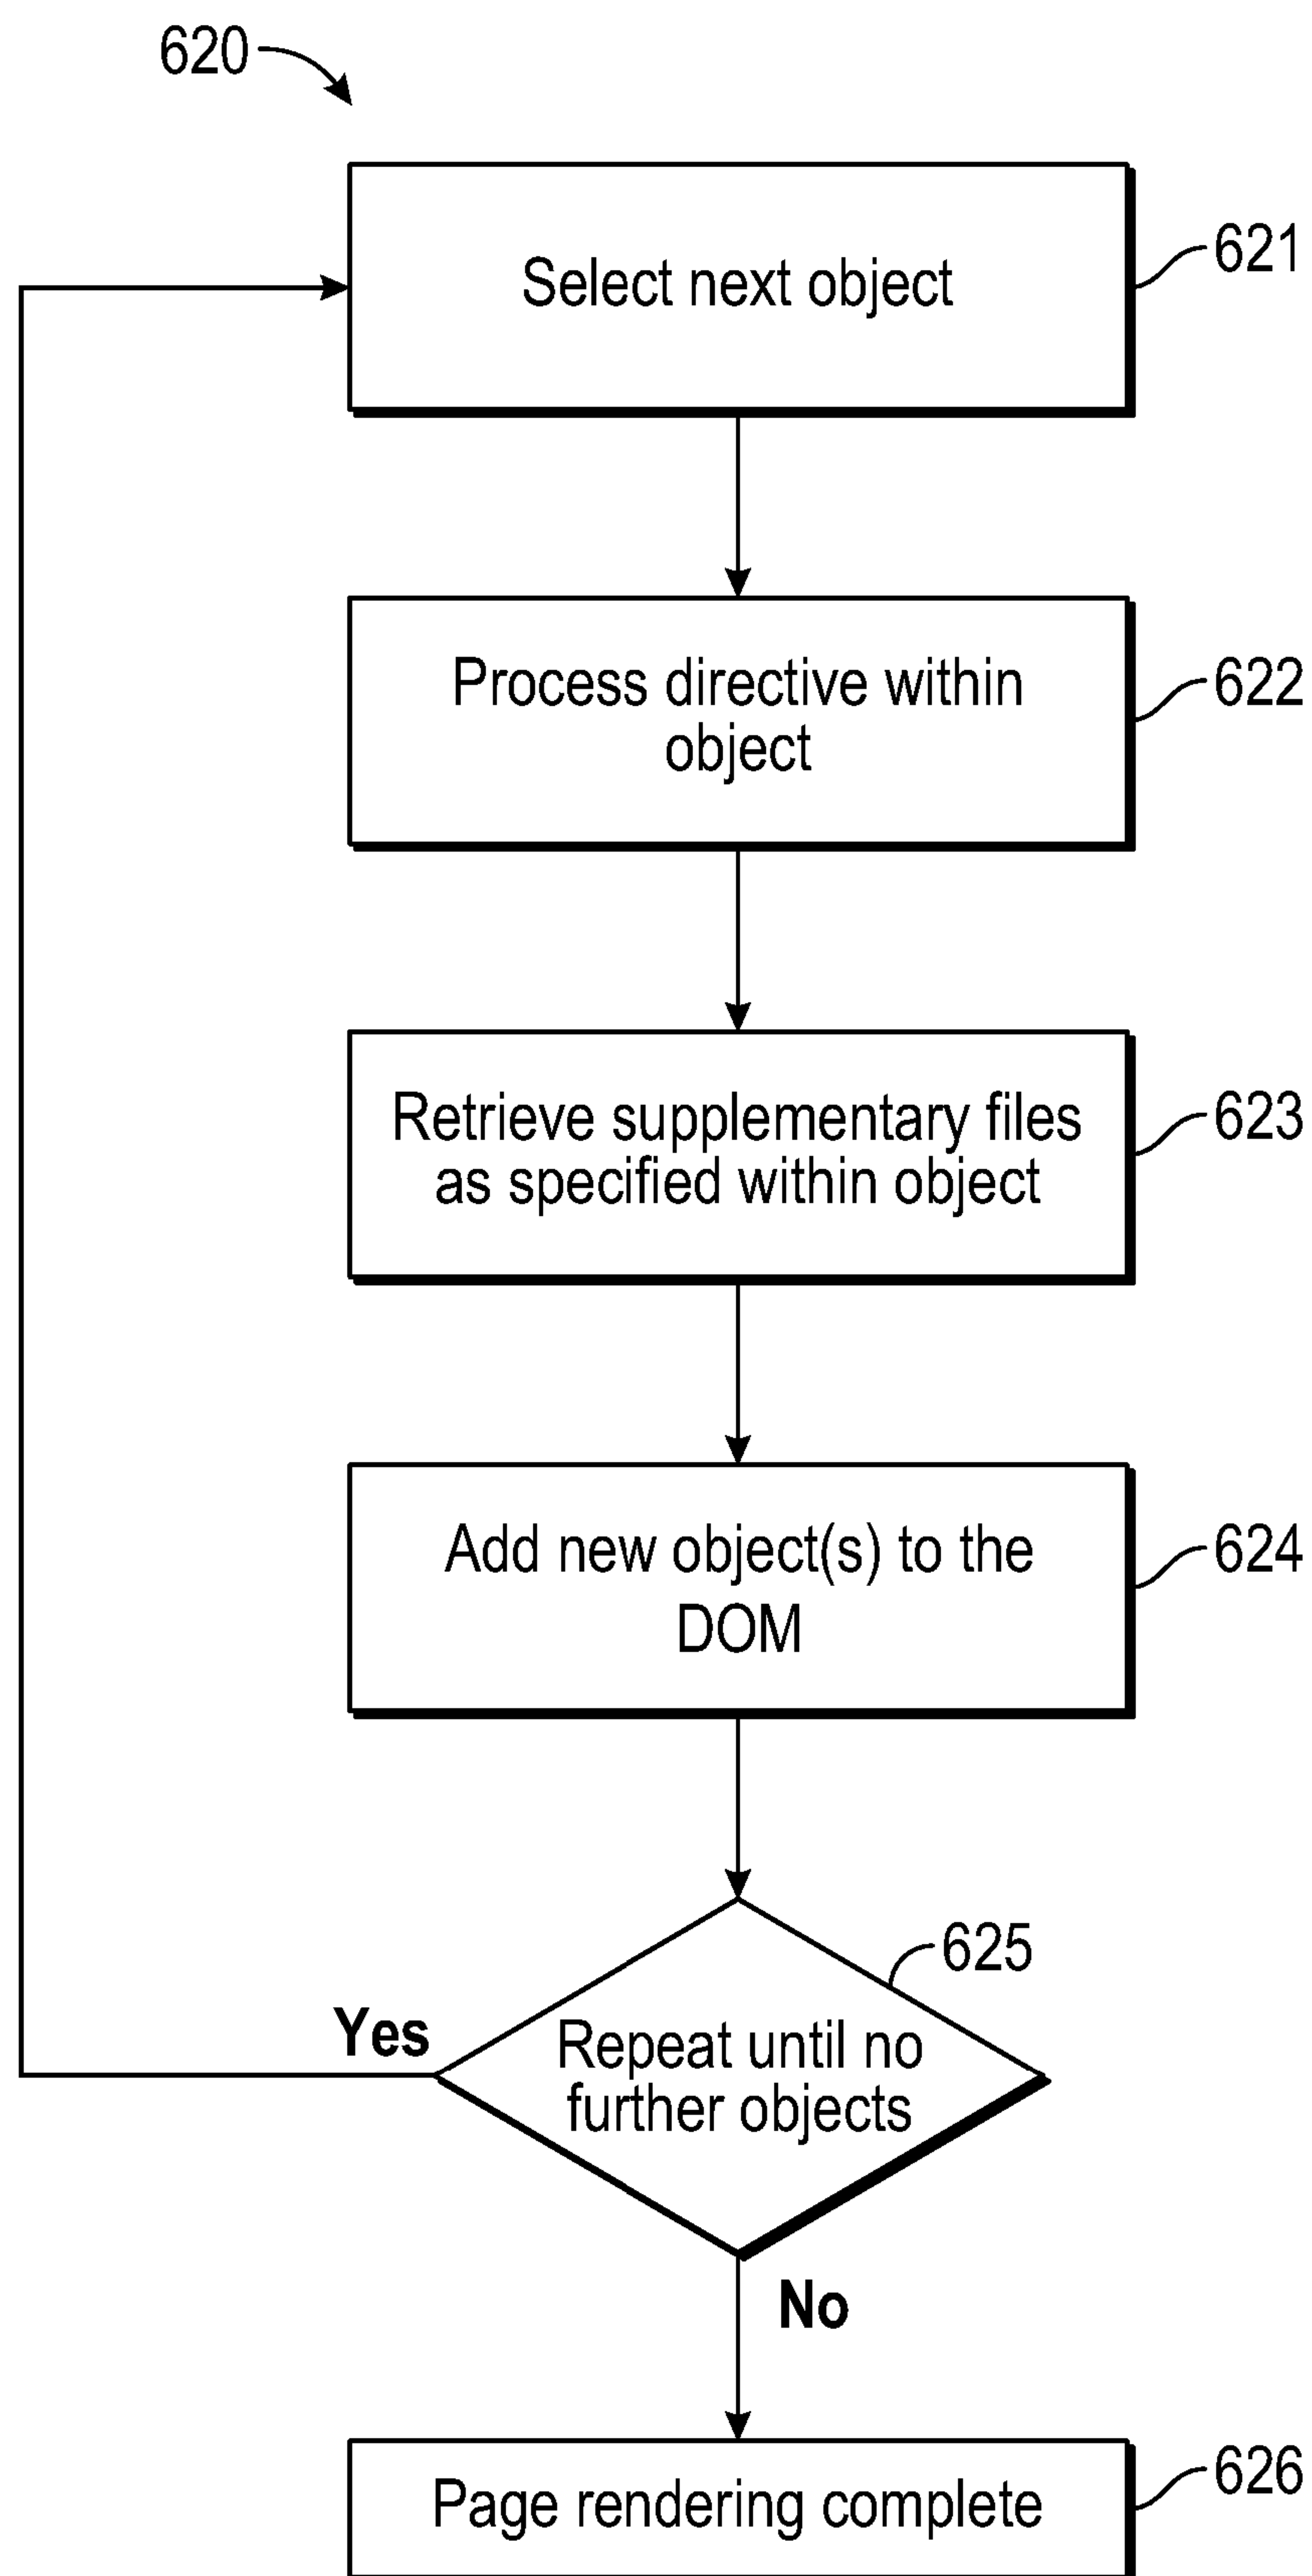 620
Select next object
621
Process directive within
object
622
Retrieve supplementary files
as specified within object
623
Add new object(s) to the
DOM
624
625
Yes
Repeat until no
further objects
No
Page rendering complete
626